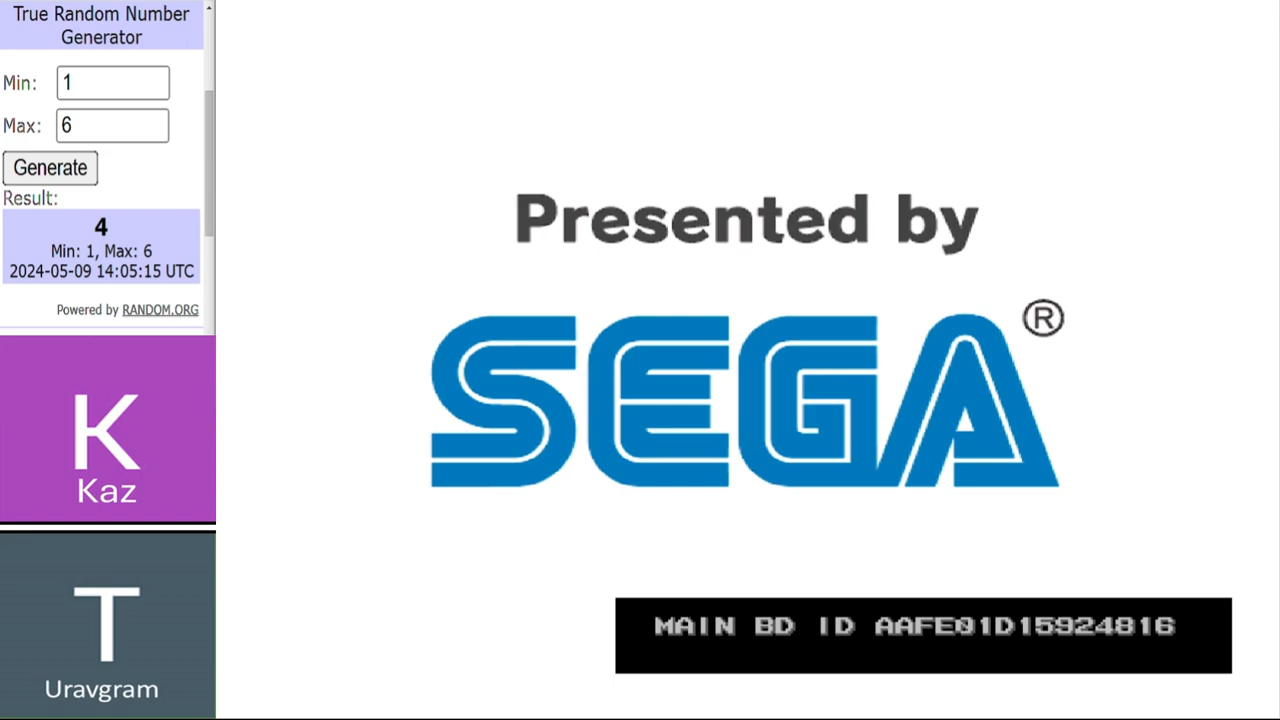 True Random Number
Generator
Min: 1
Max: 6
Generate
Result:
4
Min: 1, Max: 6
2024-05-09 14:05:15 UTC
Powered by RANDOM.ORG
K
Kaz
T
Uravgram
Presented by
SEGA®
MAIN BD ID AAFE01D15924816